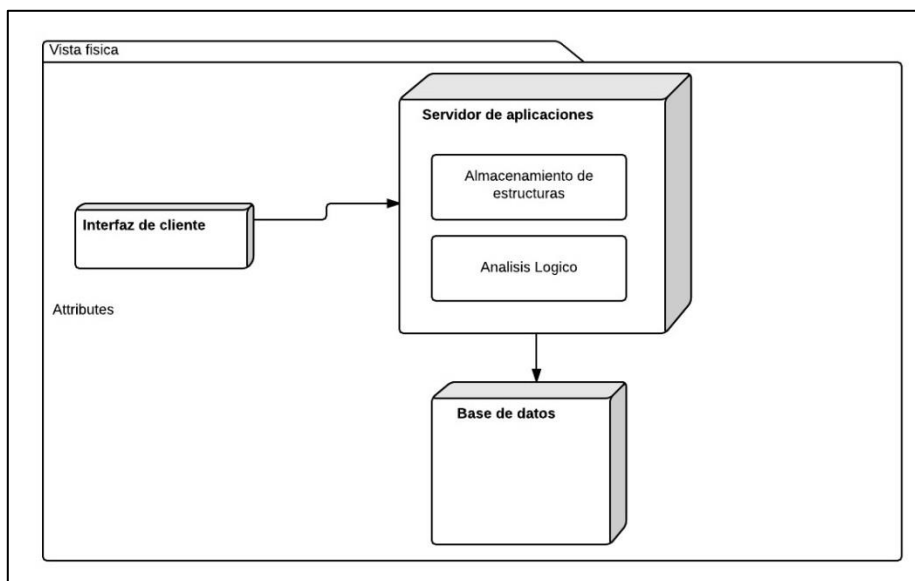 Vista fisica
Servidor de aplicaciones
Almacenamiento de
estructuras
Interfaz de cliente
Analisis Logico
Attributes
Base de datos